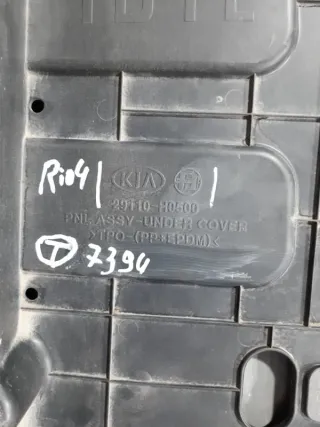 Rio4 | KIA |
29110-H0500
PNL ASSY-UNDER COVER
>TPO-(PP+EPDM)<
T 7394